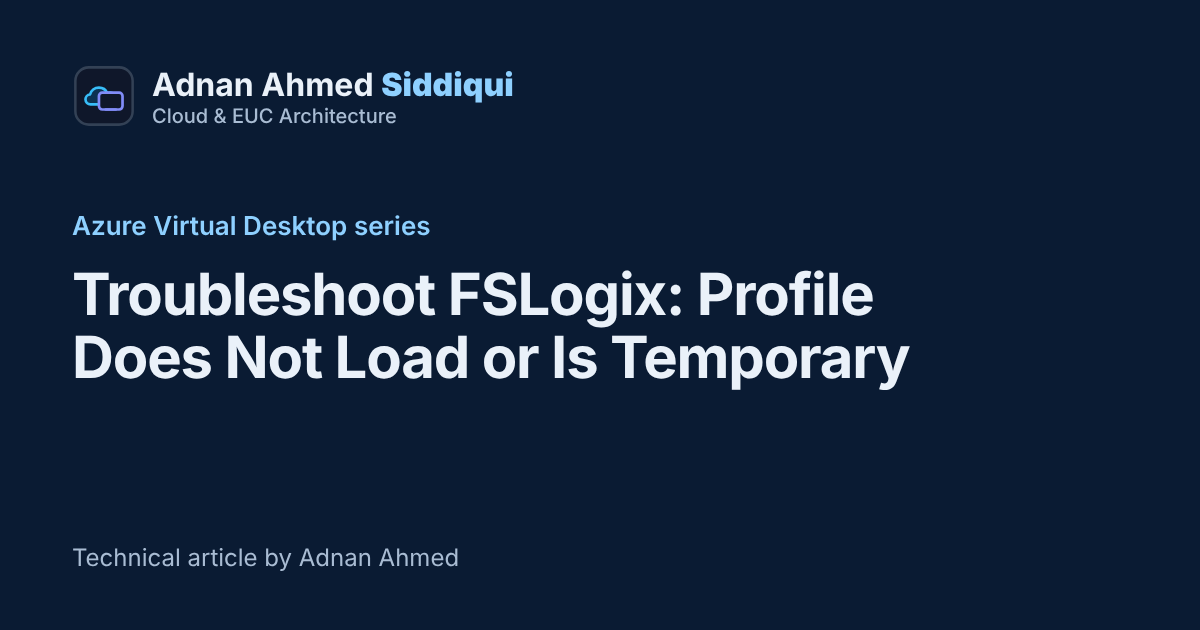 Adnan Ahmed Siddiqui
Cloud & EUC Architecture
Azure Virtual Desktop series
Troubleshoot FSLogix: Profile
Does Not Load or Is Temporary
Technical article by Adnan Ahmed